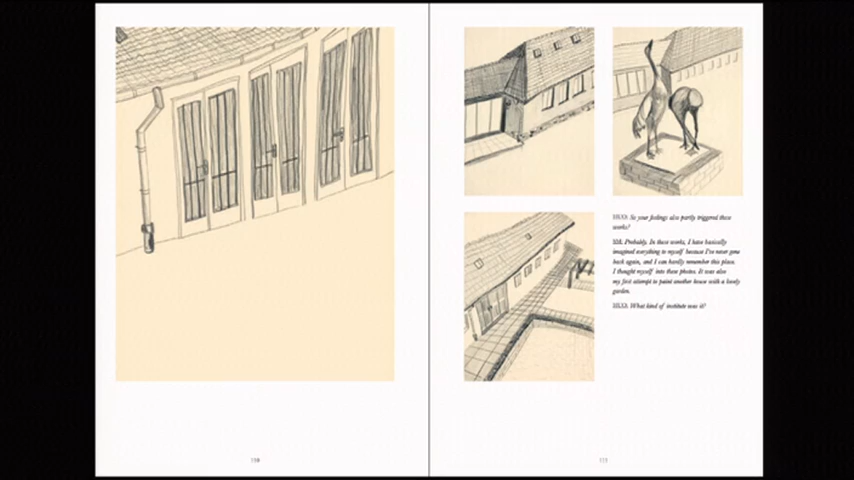 So your feelings also partly triggered these
works?
Probably. In these works, I have basically
imagined everything to myself because I've never gone
back again, and I can hardly remember this place.
I thought myself into these photos. It was also
my first attempt to paint another house with a lovely
garden.
What kind of institute was it?